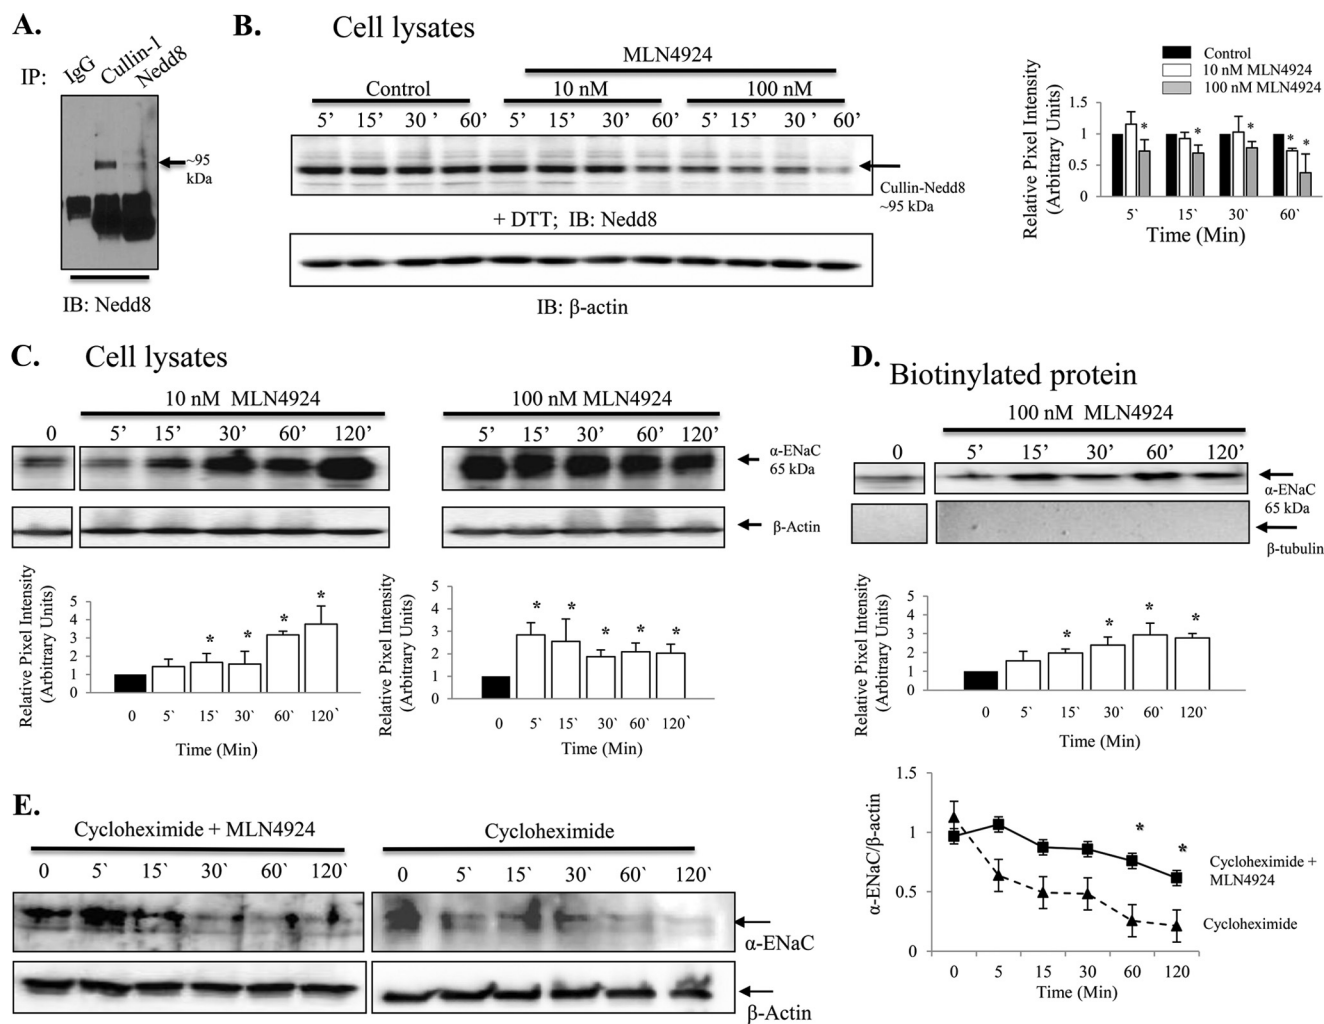 A.
IP:
IgG
Cullin-1
Nedd8
~95
kDa
IB: Nedd8
B.
Cell lysates
MLN4924
Control
10 nM
100 nM
5’ 15’ 30 ’ 60’ 5’ 15’ 30’ 60’ 5’ 15’ 30’ 60’
Cullin-Nedd8
~95 kDa
+ DTT; IB: Nedd8
IB: β-actin
Control
10 nM MLN4924
100 nM MLN4924
Relative Pixel Intensity
(Arbitrary Units)
1.5
1
0.5
0
* * * * *
5` 15` 30` 60`
Time (Min)
C.
Cell lysates
10 nM MLN4924
0 5’ 15’ 30’ 60’ 120’
100 nM MLN4924
5’ 15’ 30’ 60’ 120’
α-ENaC
65 kDa
β-Actin
Relative Pixel Intensity
(Arbitrary Units)
5
4
3
2
1
0
* * * *
0 5` 15` 30` 60` 120`
Time (Min)
Relative Pixel Intensity
(Arbitrary Units)
5
4
3
2
1
0
* * * * *
0 5` 15` 30` 60` 120`
Time (Min)
D.
Biotinylated protein
100 nM MLN4924
0 5’ 15’ 30’ 60’ 120’
α-ENaC
65 kDa
β-tubulin
Relative Pixel Intensity
(Arbitrary Units)
5
4
3
2
1
0
* * * *
0 5` 15` 30` 60` 120`
Time (Min)
E.
Cycloheximide + MLN4924
0 5` 15` 30` 60` 120`
Cycloheximide
0 5` 15` 30` 60` 120`
α-ENaC
β-Actin
α-ENaC/β-actin
1.5
1
0.5
0
* *
Cycloheximide +
MLN4924
Cycloheximide
0 5 15 30 60 120
Time (Min)